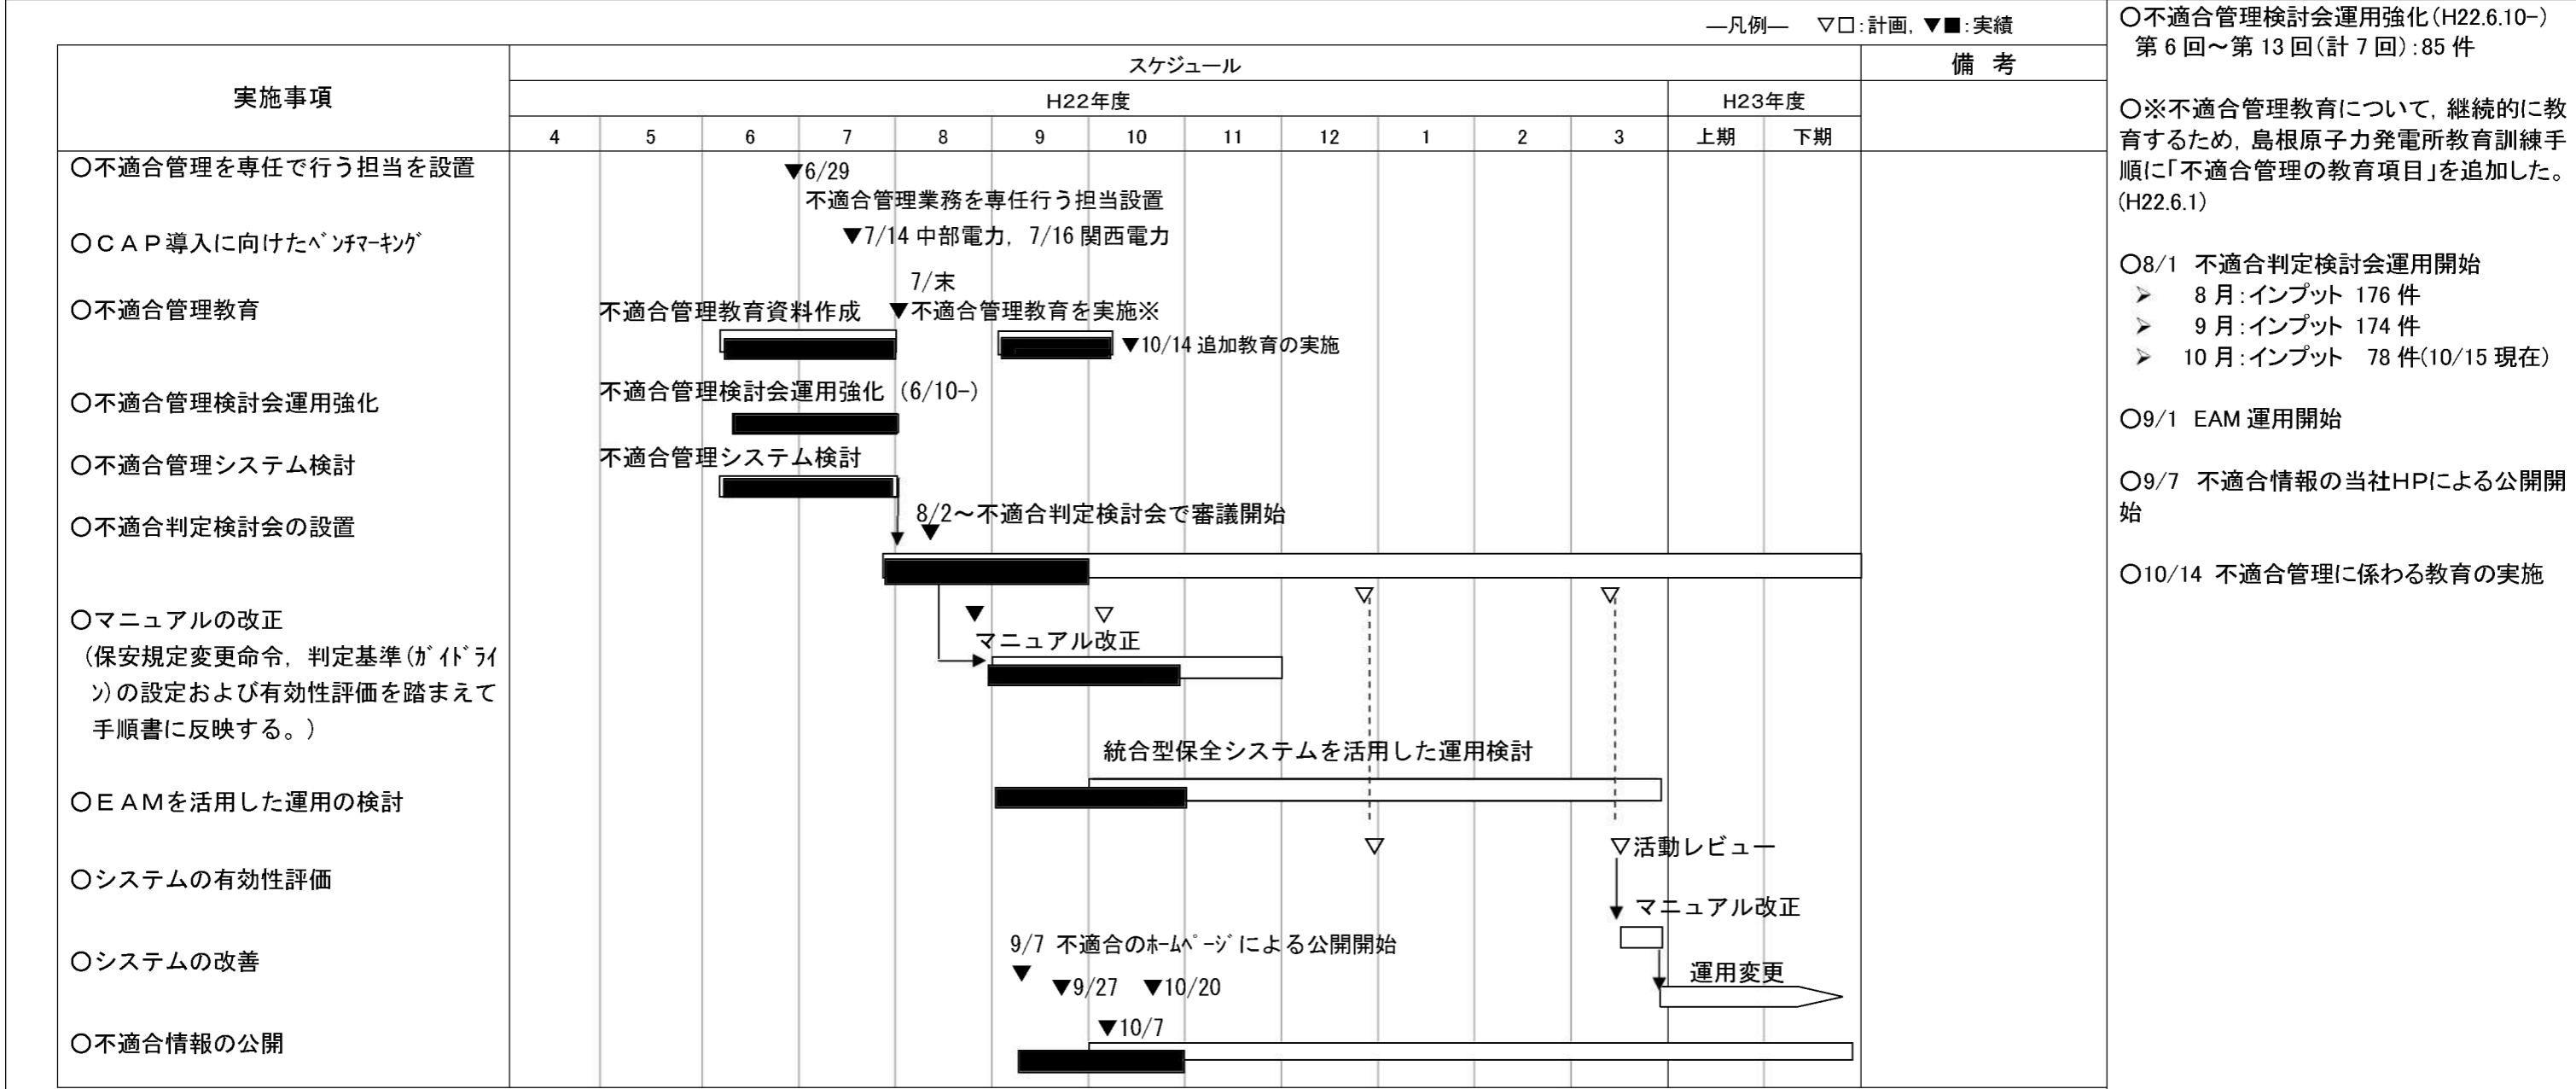 ―凡例― ▽□：計画，▼■：実績
実施事項
スケジュール
備 考
H22年度
H23年度
4 5 6 7 8 9 10 11 12 1 2 3 上期 下期
○不適合管理を専任で行う担当を設置
▼6/29
不適合管理業務を専任行う担当設置
○ＣＡＰ導入に向けたﾍﾞﾝﾁﾏｰｷﾝｸﾞ
▼7/14 中部電力，7/16 関西電力
7/末
○不適合管理教育
不適合管理教育資料作成
▼不適合管理教育を実施※
▼10/14 追加教育の実施
○不適合管理検討会運用強化
不適合管理検討会運用強化（6/10-）
○不適合管理システム検討
不適合管理システム検討
○不適合判定検討会の設置
8/2～不適合判定検討会で審議開始
▼
▽ ▽
○マニュアルの改正
▼ ▽
マニュアル改正
（保安規定変更命令，判定基準（ｶﾞｲﾄﾞﾗｲ
ﾝ）の設定および有効性評価を踏まえて
手順書に反映する。）
統合型保全システムを活用した運用検討
○ＥＡＭを活用した運用の検討
▽ ▽活動レビュー
○システムの有効性評価
マニュアル改正
9/7 不適合のﾎｰﾑﾍﾟｰｼﾞによる公開開始
○システムの改善
▼
▼9/27 ▼10/20
運用変更
▼10/7
○不適合情報の公開
○不適合管理検討会運用強化（H22.6.10-）
第 6 回～第 13 回（計 7 回）：85 件
○※不適合管理教育について，継続的に教
育するため，島根原子力発電所教育訓練手
順に「不適合管理の教育項目」を追加した。
（H22.6.1）
○8/1 不適合判定検討会運用開始
➢ 8 月：インプット 176 件
➢ 9 月：インプット 174 件
➢ 10 月：インプット 78 件(10/15 現在）
○9/1 EAM 運用開始
○9/7 不適合情報の当社HPによる公開開
始
○10/14 不適合管理に係わる教育の実施